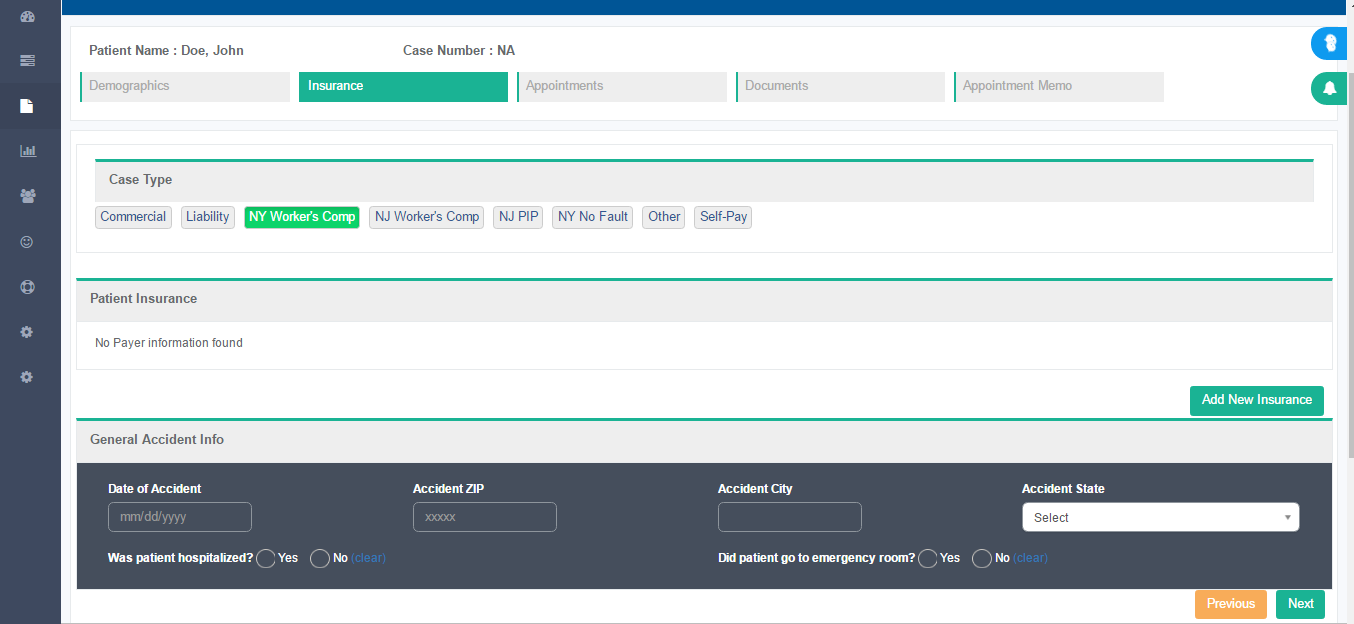 Patient Name : Doe, John Case Number : NA
Demographics Insurance Appointments Documents Appointment Memo
Case Type
Commercial Liability NY Worker's Comp NJ Worker's Comp NJ PIP NY No Fault Other Self-Pay
Patient Insurance
No Payer information found
Add New Insurance
General Accident Info
Date of Accident Accident ZIP Accident City Accident State
mm/dd/yyyy xxxxx Select
Was patient hospitalized? Yes No (clear) Did patient go to emergency room? Yes No (clear)
Previous Next